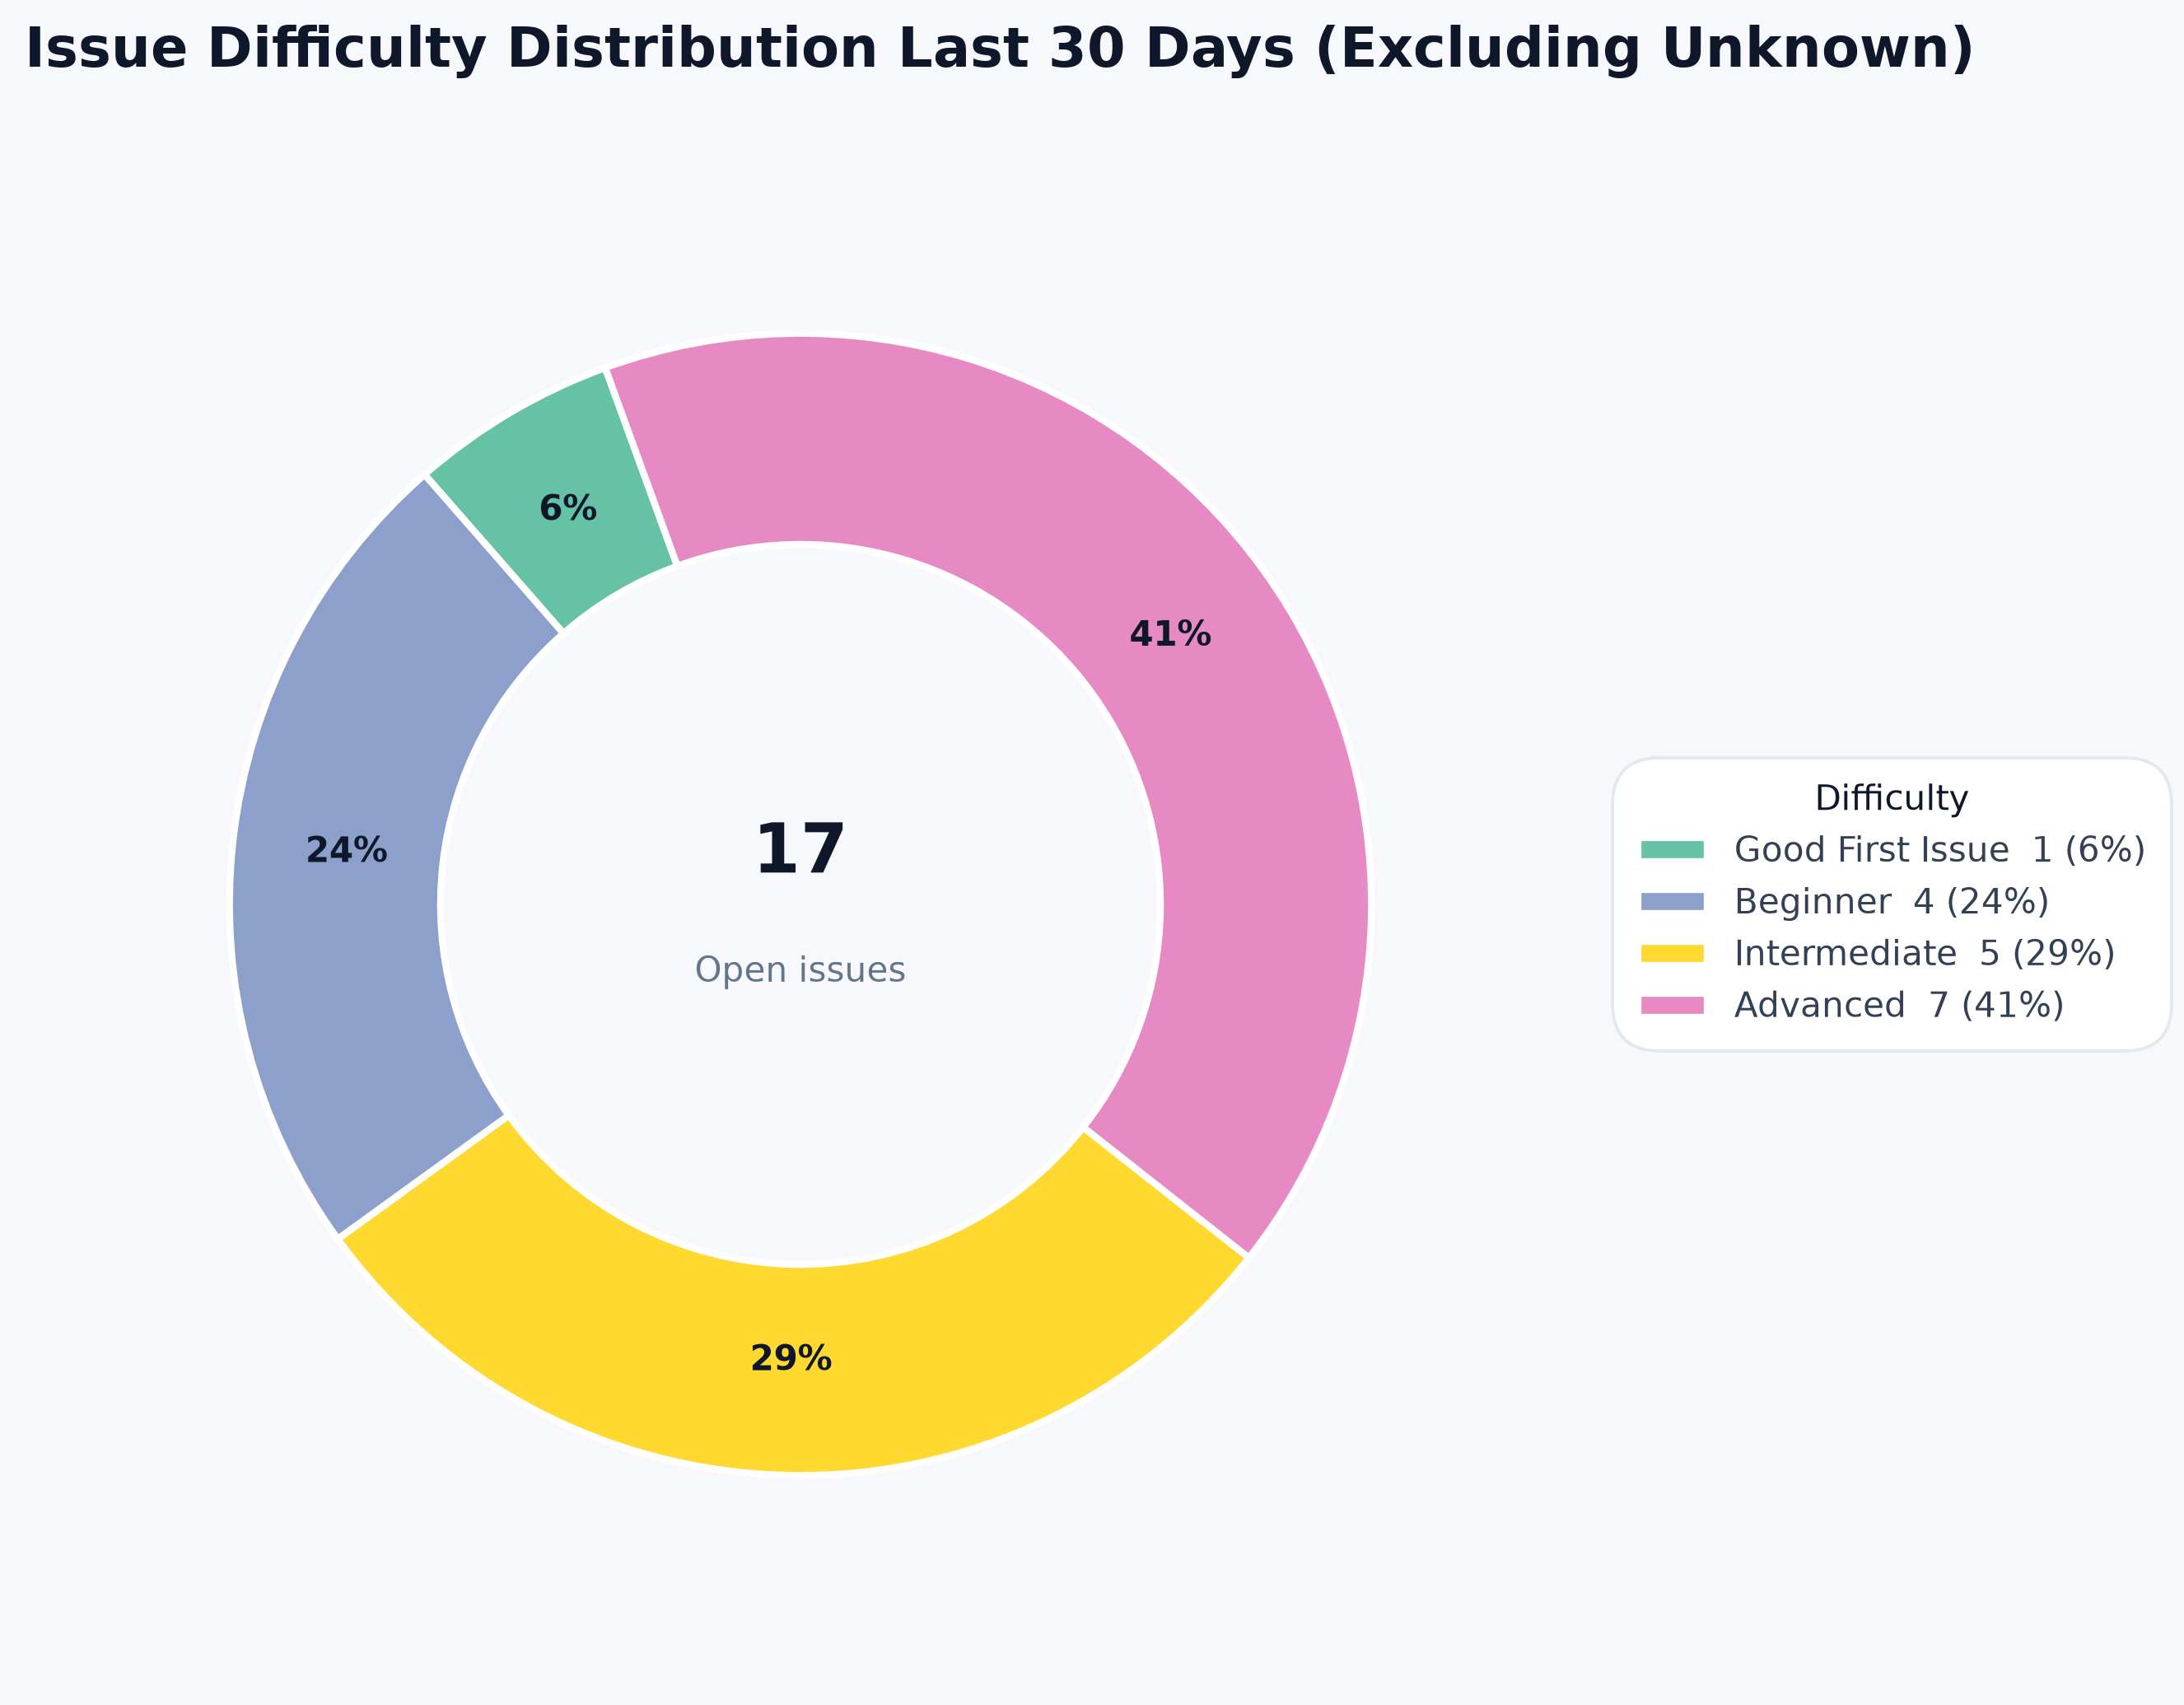 Issue Difficulty Distribution Last 30 Days (Excluding Unknown)
6%
41%
24%
17
Open issues
29%
Difficulty
Good First Issue 1 (6%)
Beginner 4 (24%)
Intermediate 5 (29%)
Advanced 7 (41%)